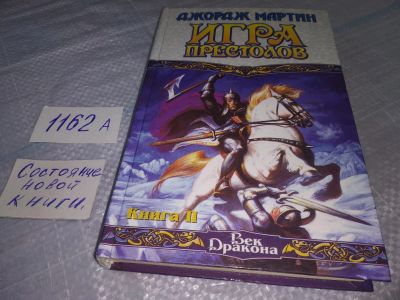 ДЖОРДЖ МАРТИН
ИГРА
ПРЕСТОЛОВ
Книга II
Век
Дракона
1162 А
Состояние
новой
книги.